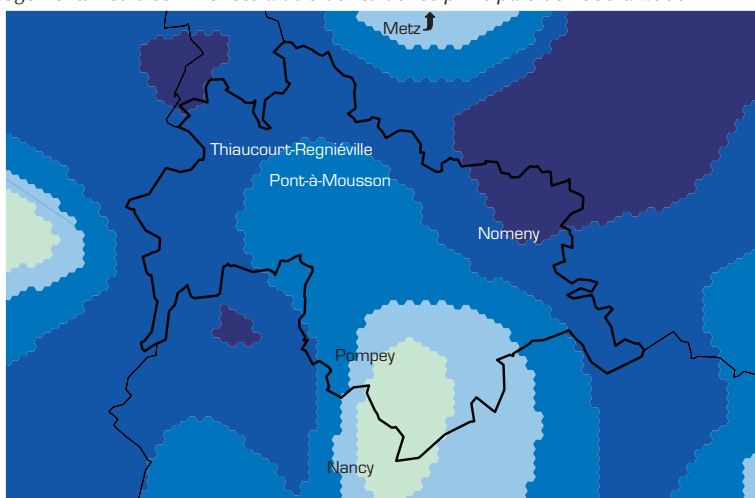 Metz
Thiaucourt-Regniéville
Pont-à-Mousson
Nomeny
Pompey
Nancy